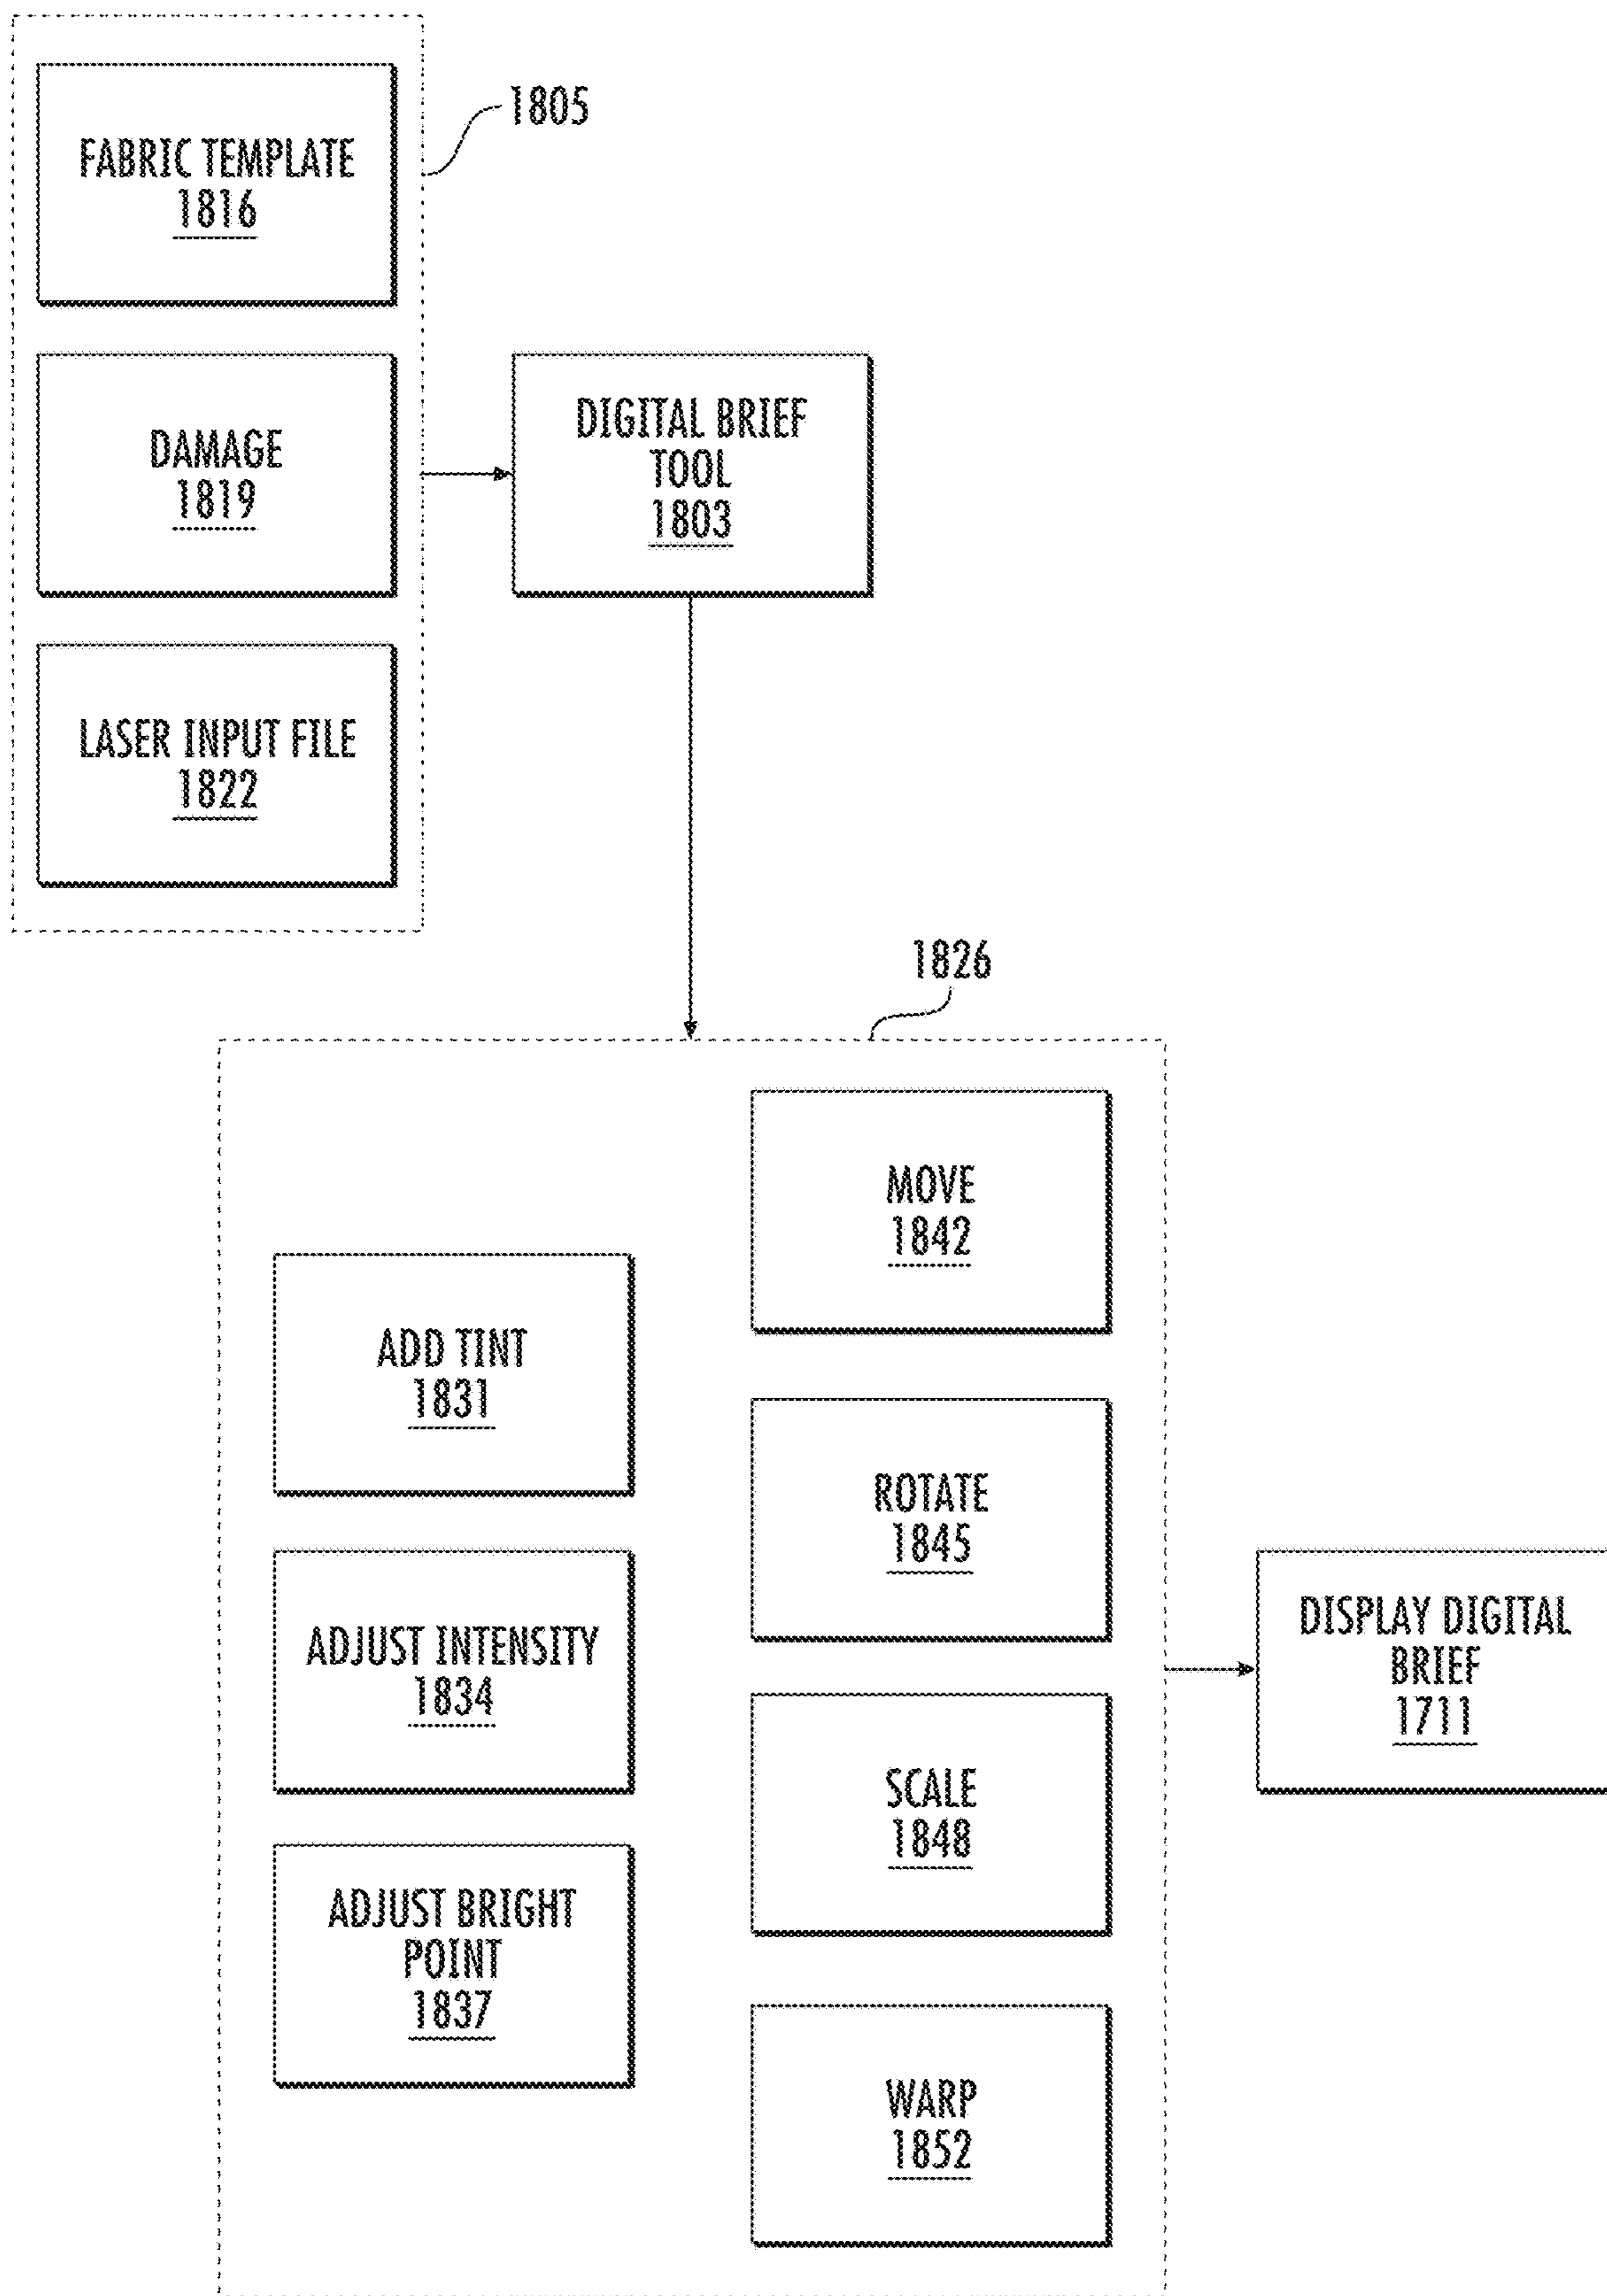 FABRIC TEMPLATE
1816
1805
DAMAGE
1819
DIGITAL BRIEF
TOOL
1803
LASER INPUT FILE
1822
1826
MOVE
1842
ADD TINT
1831
ROTATE
1845
ADJUST INTENSITY
1834
DISPLAY DIGITAL
BRIEF
1711
SCALE
1848
ADJUST BRIGHT
POINT
1837
WARP
1852